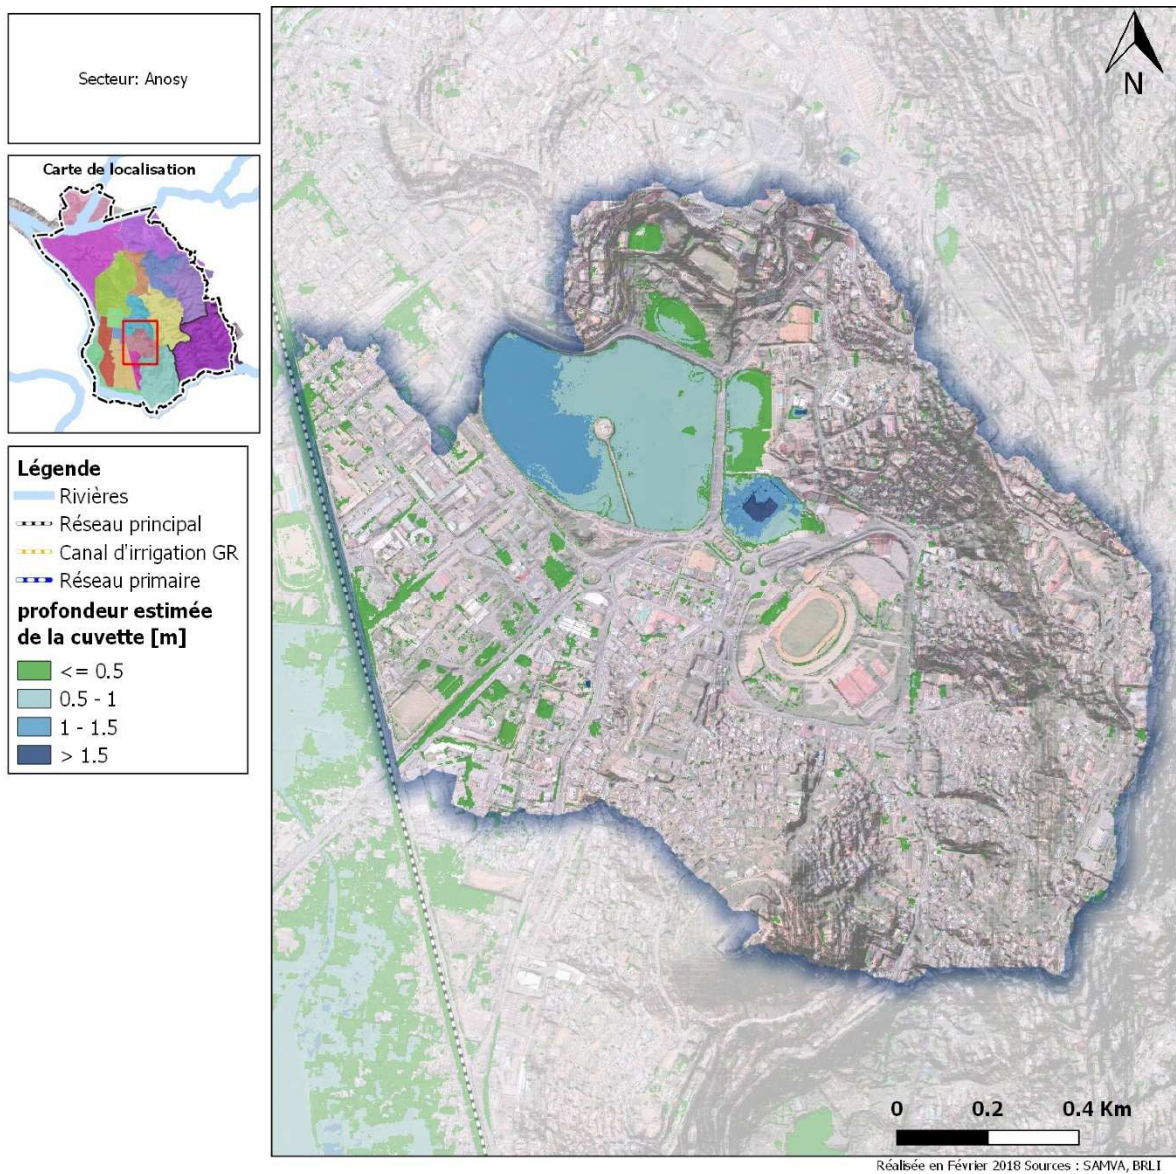 Secteur: Anosy
Carte de localisation
Légende
Rivières
Réseau principal
Canal d'irrigation GR
Réseau primaire
profondeur estimée
de la cuvette [m]
<= 0.5
0.5 - 1
1 - 1.5
> 1.5
N
0 0.2 0.4 Km
Réalisée en Février 2018 Sources : SAMVA, BRLI